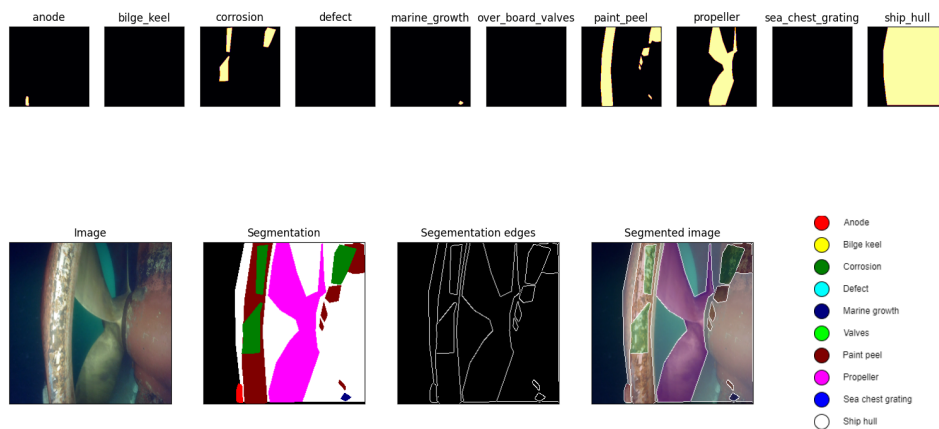 anode
bilge_keel
corrosion
defect
marine_growth
over_board_valves
paint_peel
propeller
sea_chest_grating
ship_hull
Image
Segmentation
Segementation edges
Segmented image
Anode
Bilge keel
Corrosion
Defect
Marine growth
Valves
Paint peel
Propeller
Sea chest grating
Ship hull